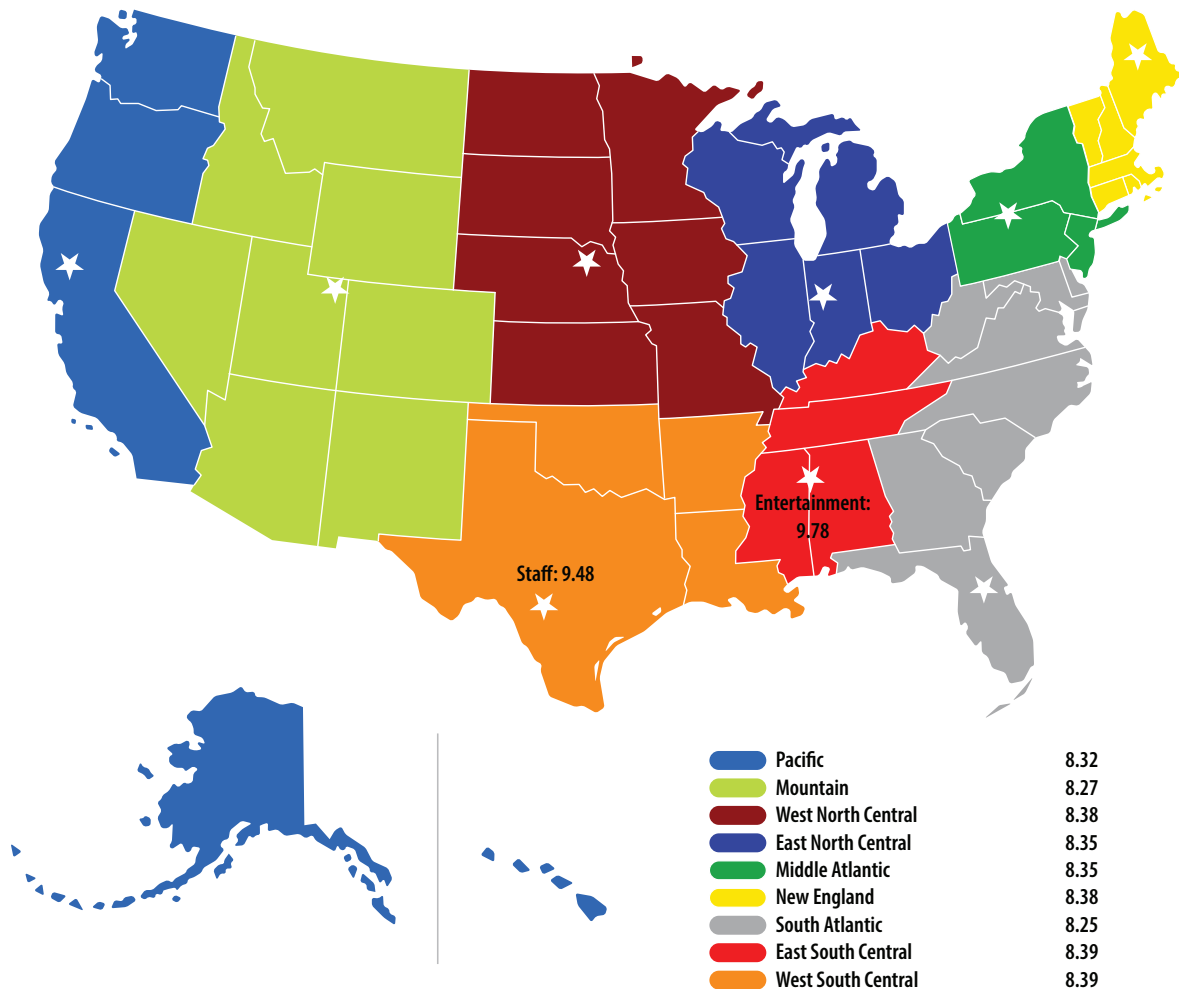 Entertainment:
9.78
Staff: 9.48
Pacific 8.32
Mountain 8.27
West North Central 8.38
East North Central 8.35
Middle Atlantic 8.35
New England 8.38
South Atlantic 8.25
East South Central 8.39
West South Central 8.39